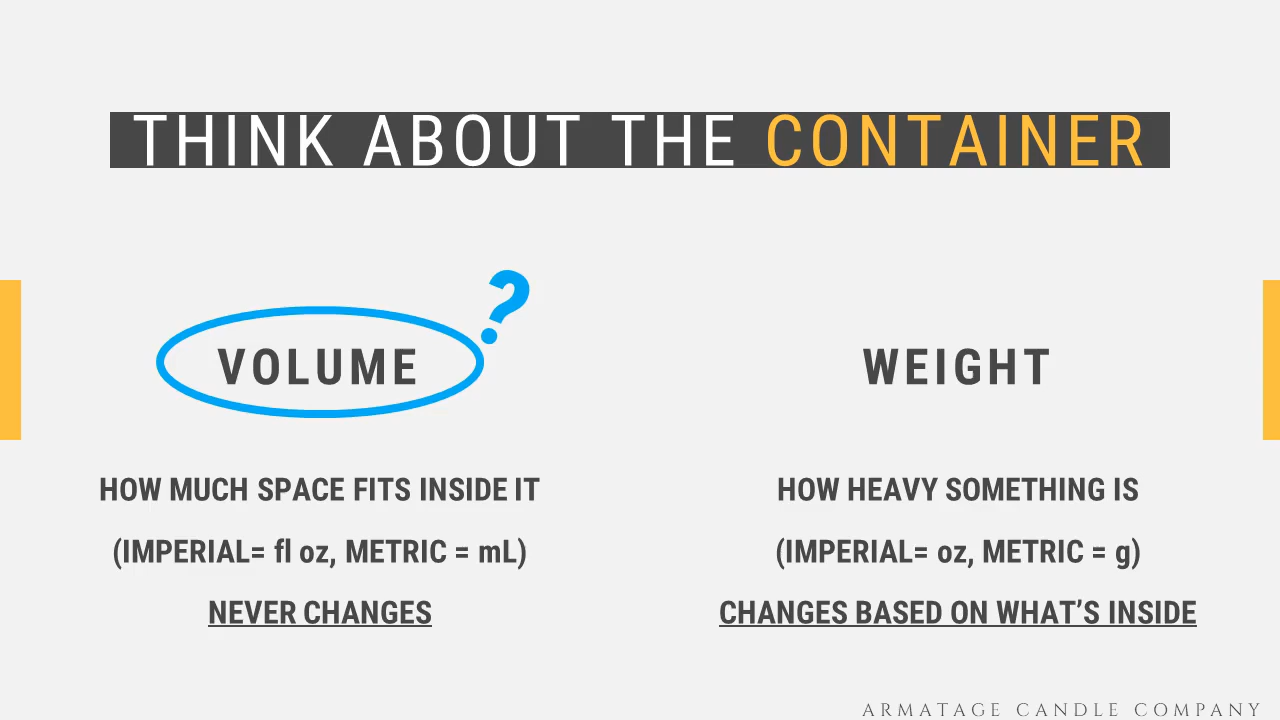 THINK ABOUT THE CONTAINER
?
VOLUME
HOW MUCH SPACE FITS INSIDE IT
(IMPERIAL= fl oz, METRIC = mL)
NEVER CHANGES
WEIGHT
HOW HEAVY SOMETHING IS
(IMPERIAL= oz, METRIC = g)
CHANGES BASED ON WHAT’S INSIDE
ARMATAGE CANDLE COMPANY